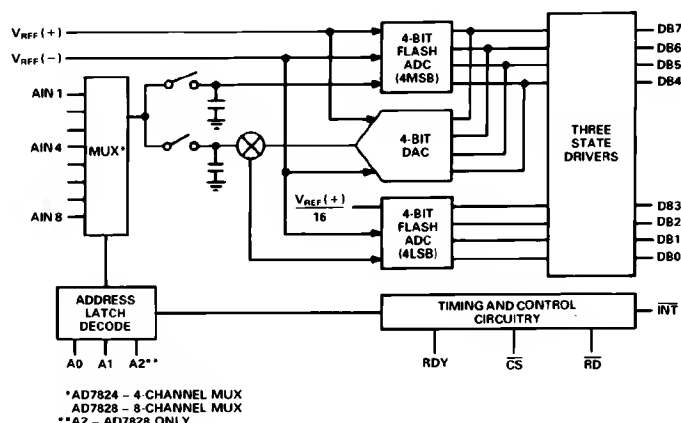 VREF (+)
VREF (−)
4-BIT
FLASH
ADC
(4MSB)
DB7
DB6
DB5
DB4
AIN 1
AIN 4
AIN 8
MUX*
4-BIT
DAC
THREE
STATE
DRIVERS
VREF (+)
16
4-BIT
FLASH
ADC
(4LSB)
DB3
DB2
DB1
DB0
ADDRESS
LATCH
DECODE
TIMING AND CONTROL
CIRCUITRY
INT
A0 A1 A2**
RDY CS RD
*AD7824 – 4-CHANNEL MUX
AD7828 – 8-CHANNEL MUX
**A2 – AD7828 ONLY